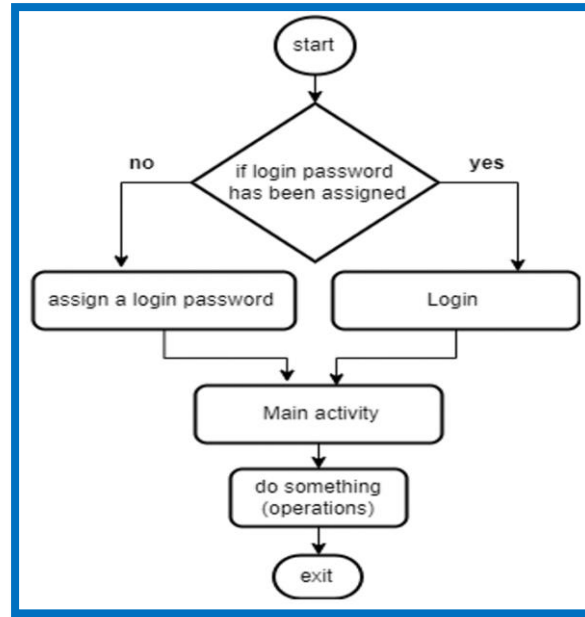 start
no
if login password
has been assigned
yes
assign a login password
Login
Main activity
do something
(operations)
exit